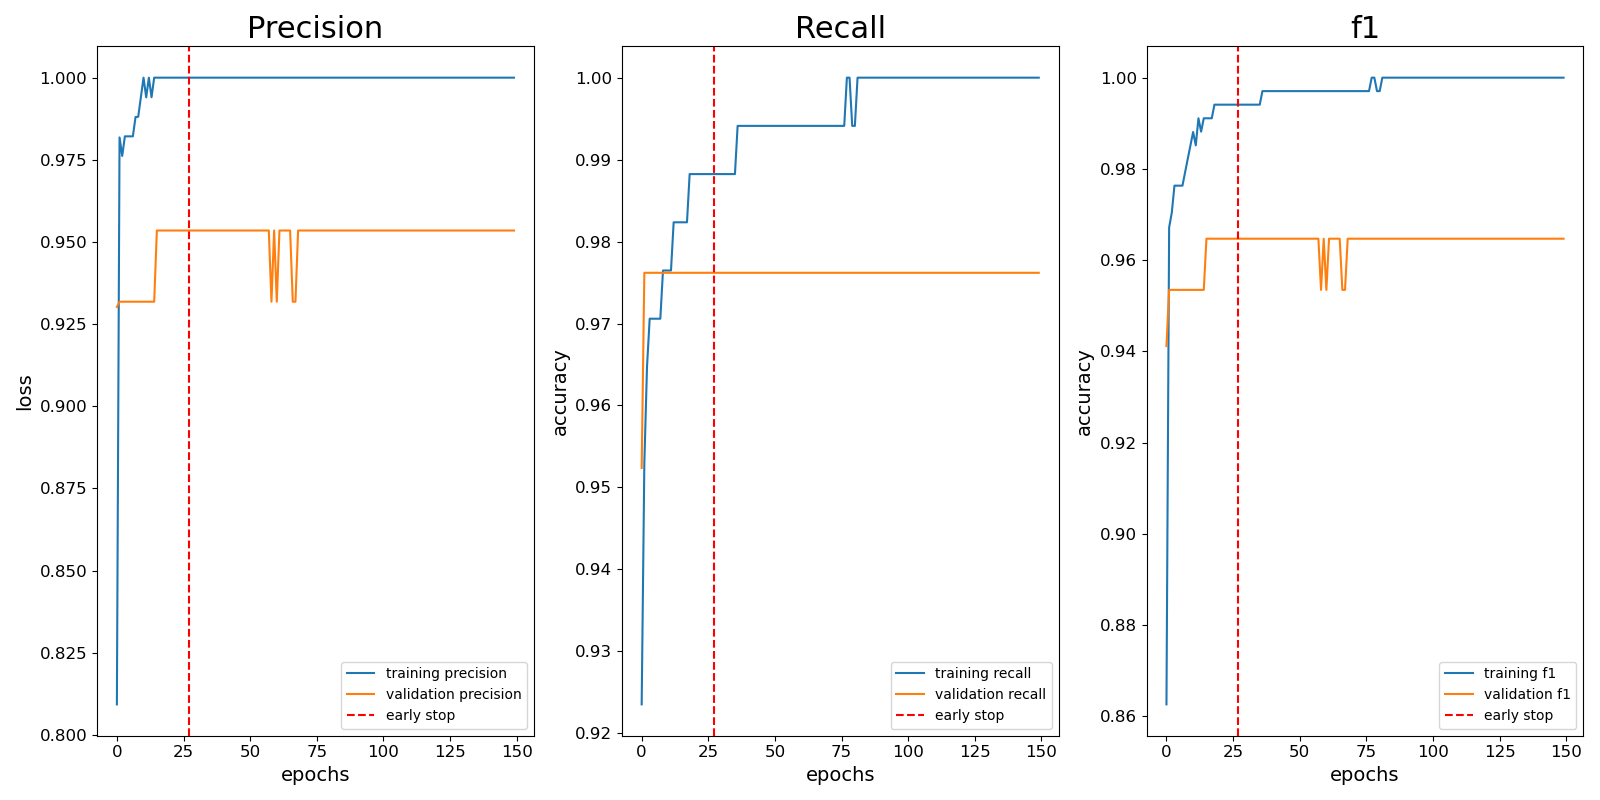 Precision
1.000
0.975
0.950
0.925
0.900
0.875
0.850
0.825
0.800
loss
0 25 50 75 100 125 150
epochs
training precision
validation precision
early stop
Recall
1.00
0.99
0.98
0.97
0.96
0.95
0.94
0.93
0.92
accuracy
0 25 50 75 100 125 150
epochs
training recall
validation recall
early stop
f1
1.00
0.98
0.96
0.94
0.92
0.90
0.88
0.86
accuracy
0 25 50 75 100 125 150
epochs
training f1
validation f1
early stop